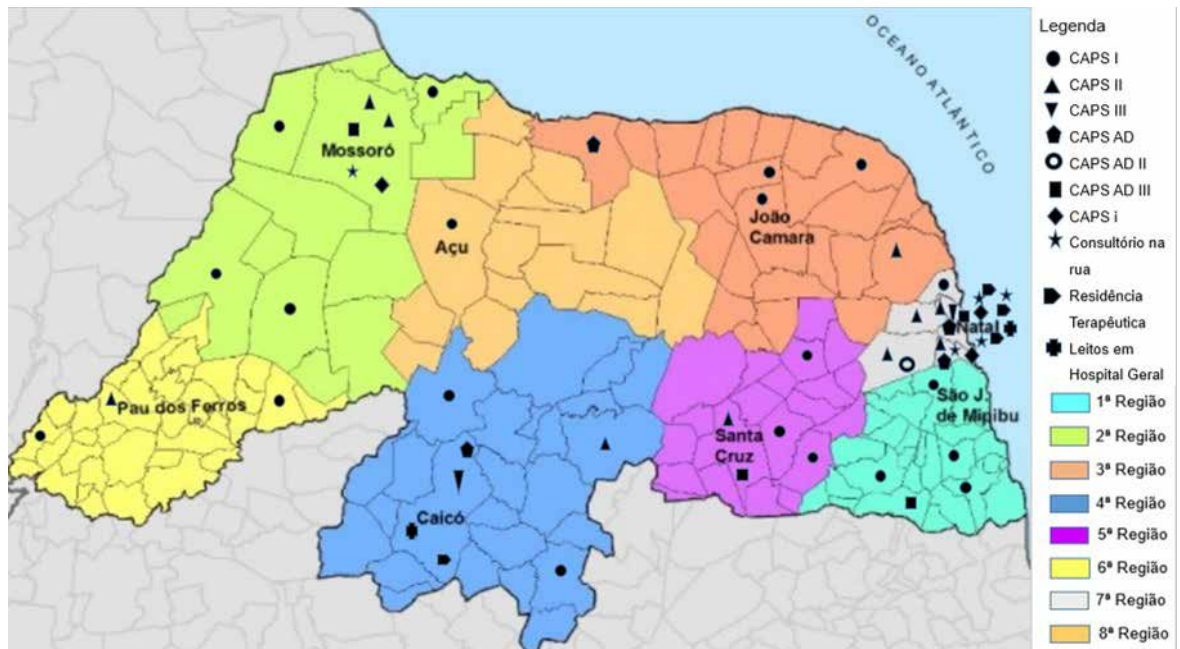 OCEANO ATLÂNTICO
Mossoró
Açu
João
Camara
Natal
Pau dos Ferros
Santa
Cruz
São J.
de Mipibu
Caicó
Legenda
CAPS I
CAPS II
CAPS III
CAPS AD
CAPS AD II
CAPS AD III
CAPS i
Consultório na
rua
Residência
Terapêutica
Leitos em
Hospital Geral
1ª Região
2ª Região
3ª Região
4ª Região
5ª Região
6ª Região
7ª Região
8ª Região